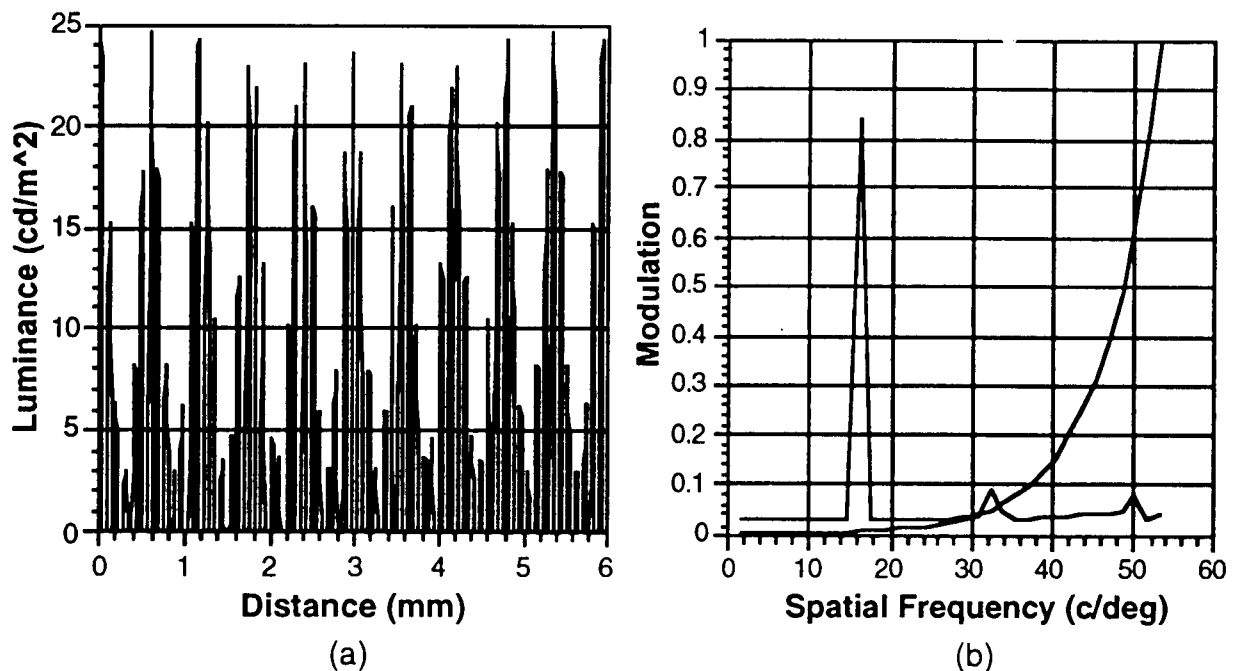 25
20
15
10
5
0
Luminance (cd/m^2)
0 1 2 3 4 5 6
Distance (mm)
(a)
1
0.9
0.8
0.7
0.6
0.5
0.4
0.3
0.2
0.1
0
Modulation
0 10 20 30 40 50 60
Spatial Frequency (c/deg)
(b)